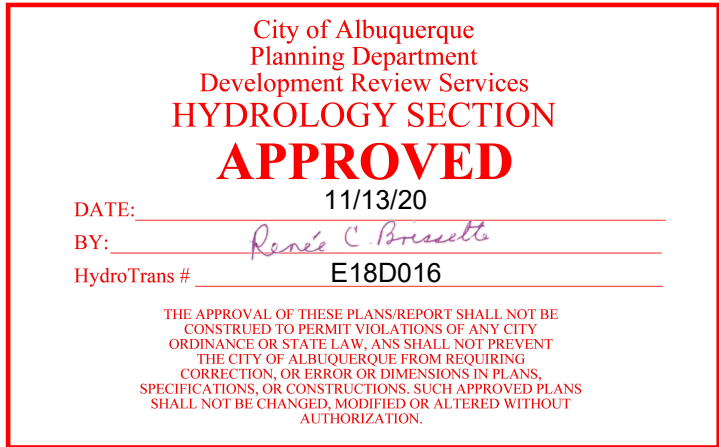 City of Albuquerque
Planning Department
Development Review Services
HYDROLOGY SECTION
APPROVED
DATE: 11/13/20
BY: Renée C. Brissette
HydroTrans # E18D016
THE APPROVAL OF THESE PLANS/REPORT SHALL NOT BE
CONSTRUED TO PERMIT VIOLATIONS OF ANY CITY
ORDINANCE OR STATE LAW, ANS SHALL NOT PREVENT
THE CITY OF ALBUQUERQUE FROM REQUIRING
CORRECTION, OR ERROR OR DIMENSIONS IN PLANS,
SPECIFICATIONS, OR CONSTRUCTIONS. SUCH APPROVED PLANS
SHALL NOT BE CHANGED, MODIFIED OR ALTERED WITHOUT
AUTHORIZATION.